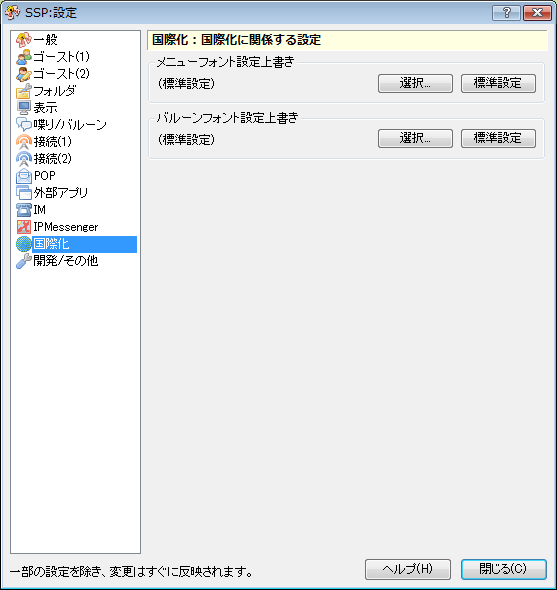 SSP:設定
一般
ゴースト(1)
ゴースト(2)
フォルダ
表示
喋り/バルーン
接続(1)
接続(2)
POP
外部アプリ
IM
IPMessenger
国際化
開発/その他
国際化：国際化に関係する設定
メニューフォント設定上書き
(標準設定) 選択... 標準設定
バルーンフォント設定上書き
(標準設定) 選択... 標準設定
一部の設定を除き、変更はすぐに反映されます。 ヘルプ(H) 閉じる(C)